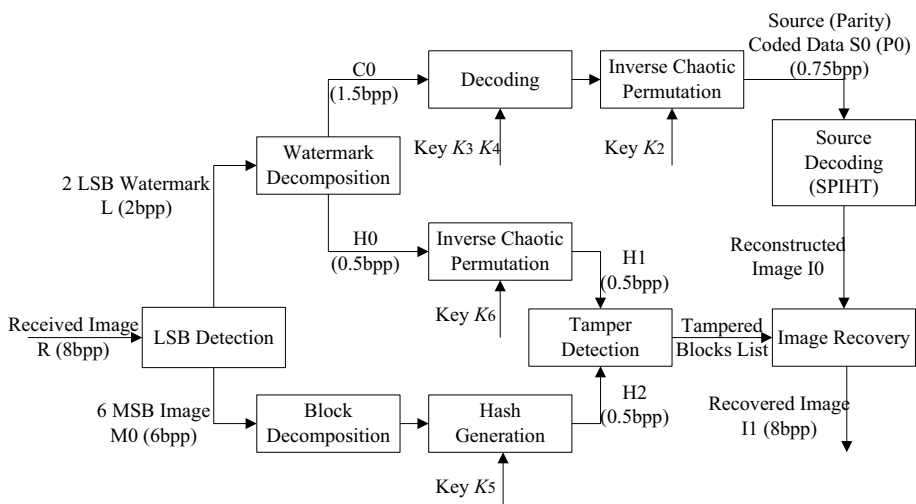 Source (Parity)
Coded Data S0 (P0)
(0.75bpp)
C0
(1.5bpp)
Decoding
Inverse Chaotic
Permutation
Key K3 K4
Key K2
Watermark
Decomposition
2 LSB Watermark
L (2bpp)
Source
Decoding
(SPIHT)
H0
(0.5bpp)
Inverse Chaotic
Permutation
H1
(0.5bpp)
Reconstructed
Image I0
Key K6
Received Image
R (8bpp)
LSB Detection
Tamper
Detection
Tampered
Blocks List
Image Recovery
6 MSB Image
M0 (6bpp)
Block
Decomposition
Hash
Generation
H2
(0.5bpp)
Recovered Image
I1 (8bpp)
Key K5